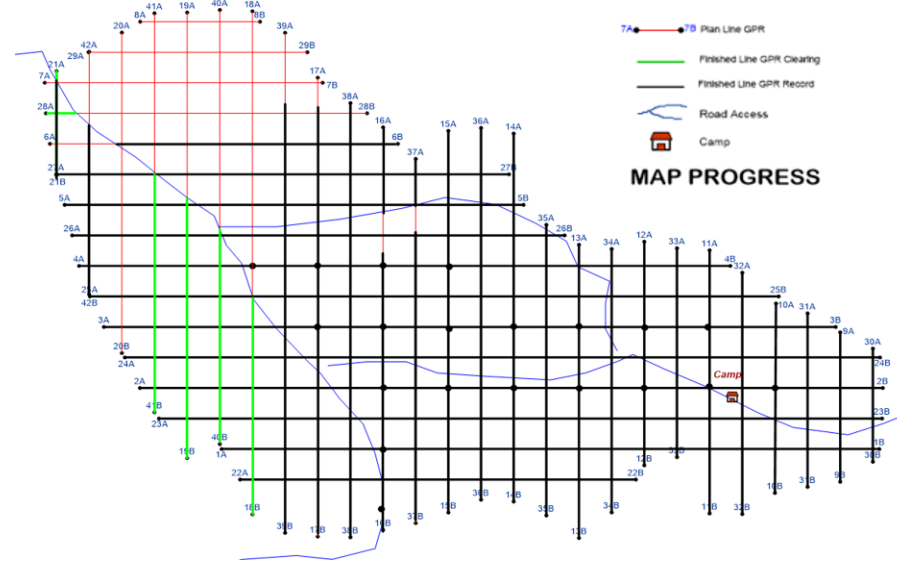 40A
18A
8A
41A
19A
8B
20A
39A
7A
7B
Plan Line GPR
42A
29A
29B
Finished Line GPR Clearing
21A
7A
17A
7B
Finished Line GPR Record
38A
28A
28B
Road Access
16A
15A
36A
14A
6A
6B
Camp
37A
27A
27B
21B
MAP PROGRESS
5A
5B
35A
26A
26B
13A
34A
12A
33A
11A
4A
4B
32A
25A
25B
42B
10A
31A
3A
3B
9A
20B
30A
24A
24B
Camp
2A
2B
41B
23A
23B
40B
1A
1B
19B
12B
33B
30B
22A
22B
9B
31B
10B
36B
14B
18B
15B
34B
11B
32B
35B
37B
16B
39B
17B
38B
13B